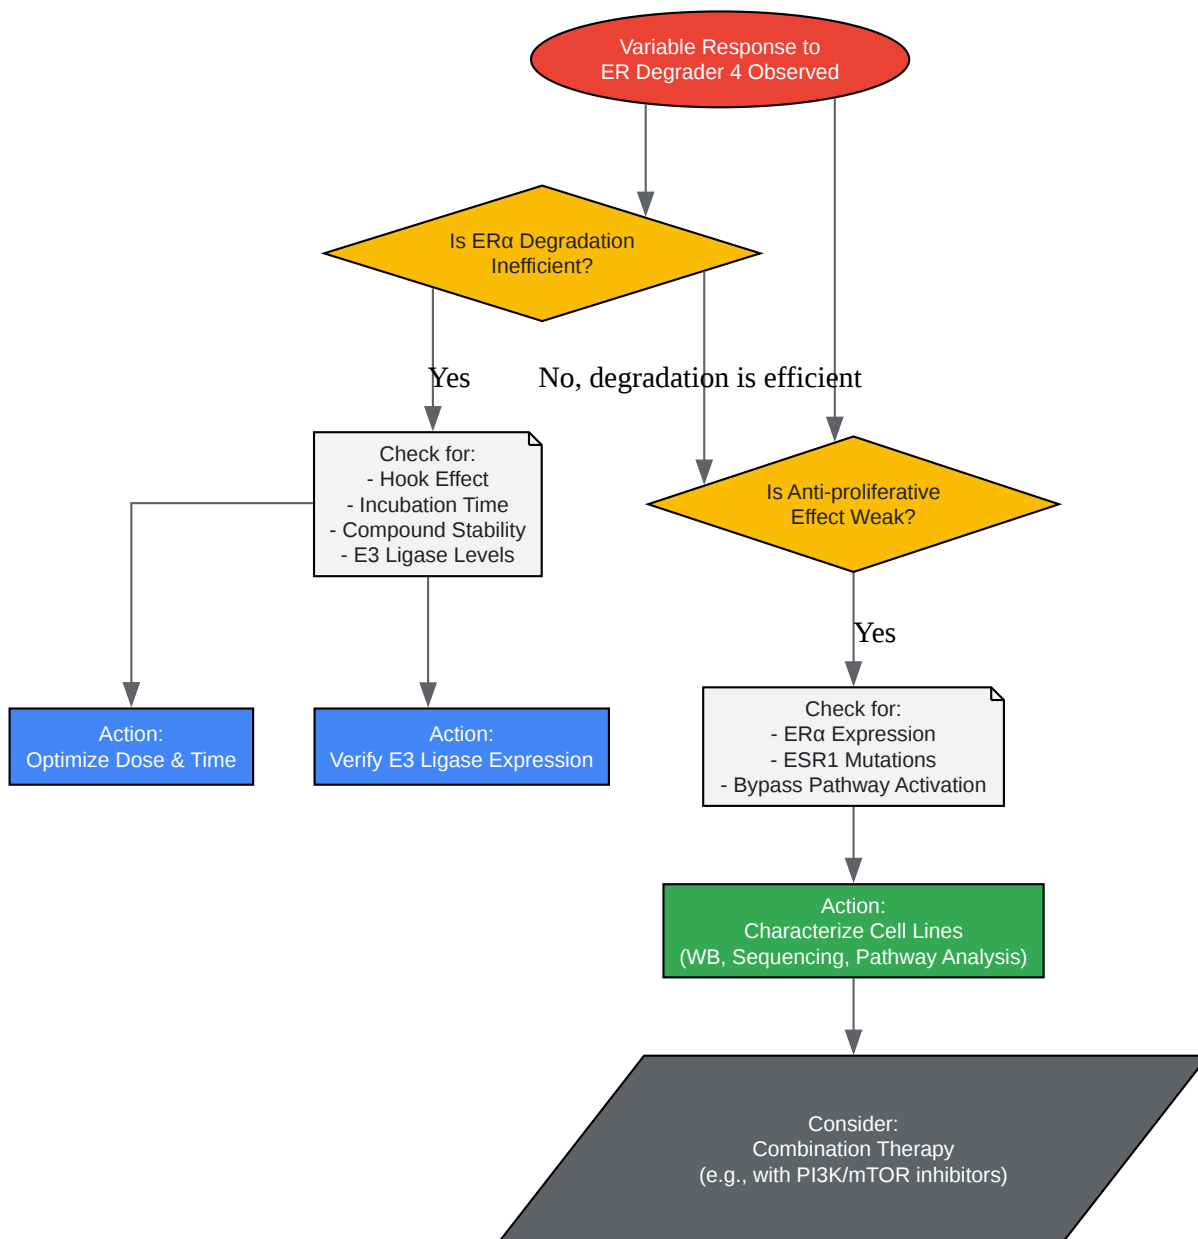 Variable Response to
ER Degrader 4 Observed
Is ERα Degradation
Inefficient?
Yes
No, degradation is efficient
Check for:
- Hook Effect
- Incubation Time
- Compound Stability
- E3 Ligase Levels
Is Anti-proliferative
Effect Weak?
Yes
Action:
Optimize Dose & Time
Action:
Verify E3 Ligase Expression
Check for:
- ERα Expression
- ESR1 Mutations
- Bypass Pathway Activation
Action:
Characterize Cell Lines
(WB, Sequencing, Pathway Analysis)
Consider:
Combination Therapy
(e.g., with PI3K/mTOR inhibitors)